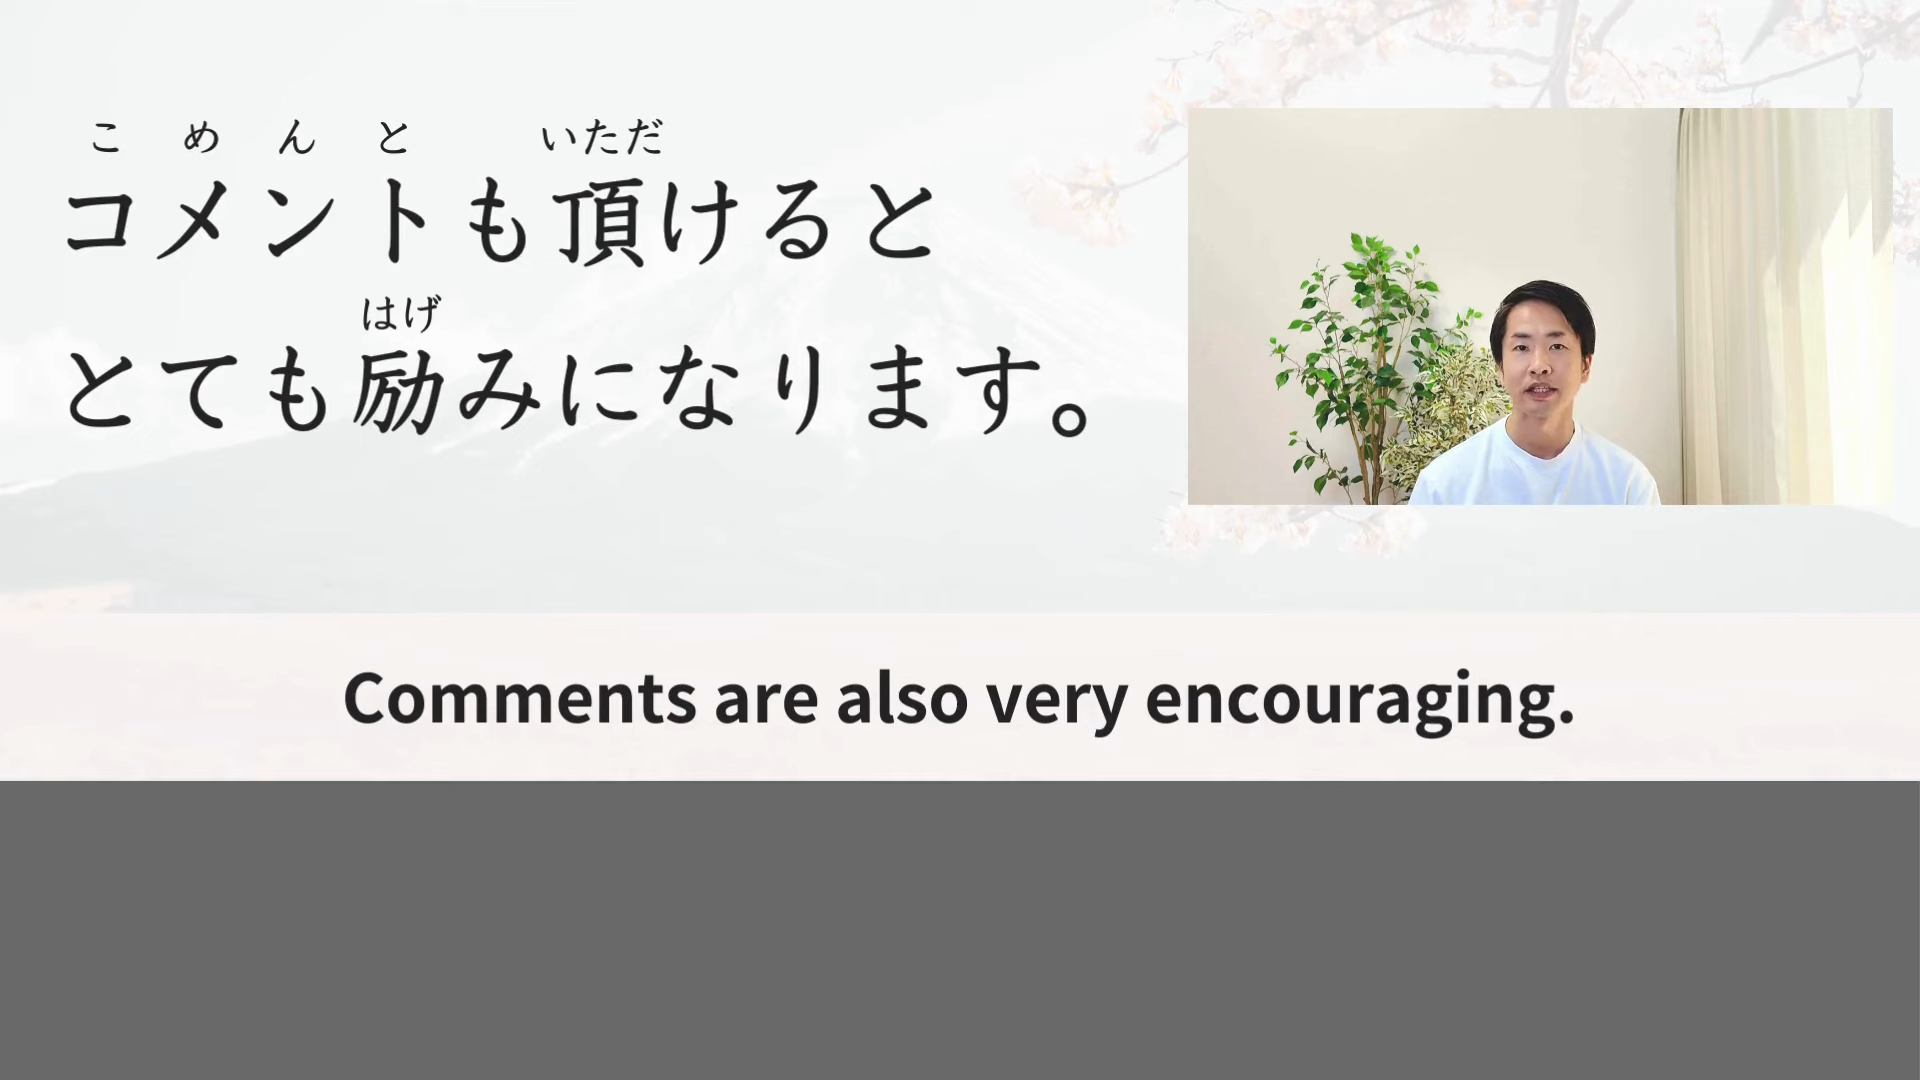 こめんと いただ
コメントも頂けると
はげ
とても励みになります。
Comments are also very encouraging.